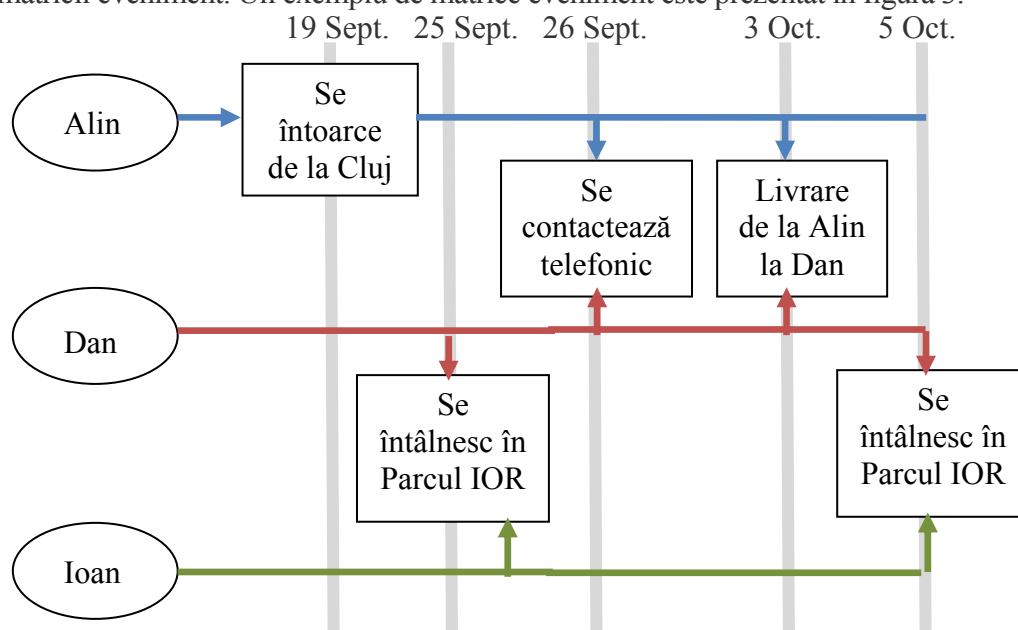 matricii eveniment. Un exemplu de matrice eveniment este prezentat în figura 3.
19 Sept. 25 Sept. 26 Sept. 3 Oct. 5 Oct.
Alin
Se
întoarce
de la Cluj
Se
contactează
telefonic
Livrare
de la Alin
la Dan
Dan
Se
întâlnesc în
Parcul IOR
Se
întâlnesc în
Parcul IOR
Ioan